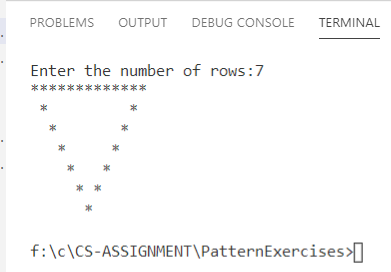 PROBLEMS OUTPUT DEBUG CONSOLE TERMINAL
Enter the number of rows:7
*************
 *         *
  *       *
   *     *
    *   *
     * *
      *
f:\c\CS-ASSIGNMENT\PatternExercises>